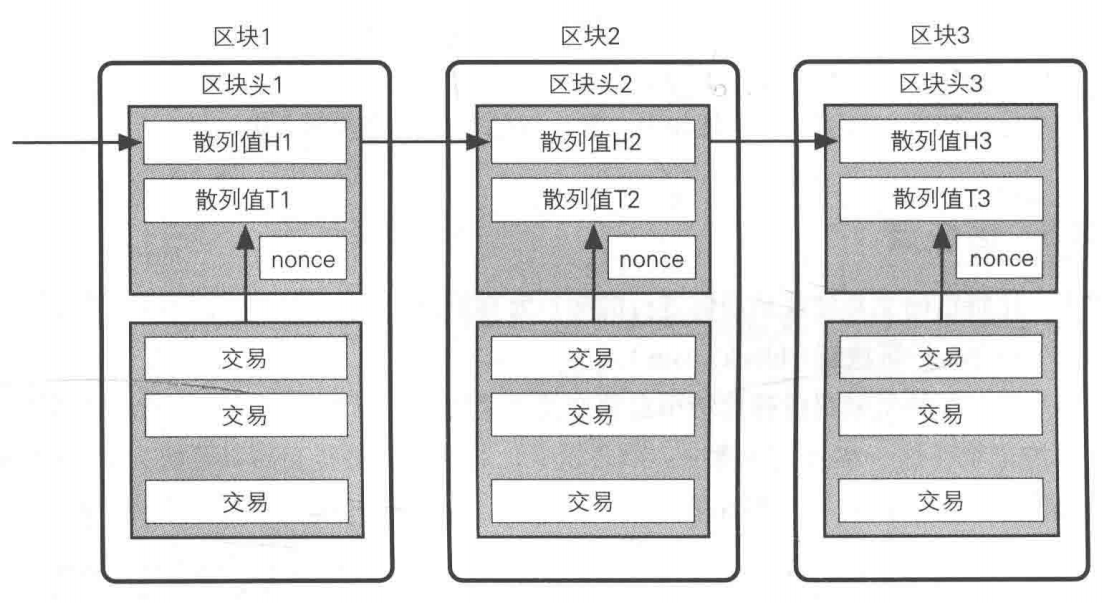 区块1
区块头1
散列值H1
散列值T1
nonce
交易
交易
交易
区块2
区块头2
散列值H2
散列值T2
nonce
交易
交易
交易
区块3
区块头3
散列值H3
散列值T3
nonce
交易
交易
交易